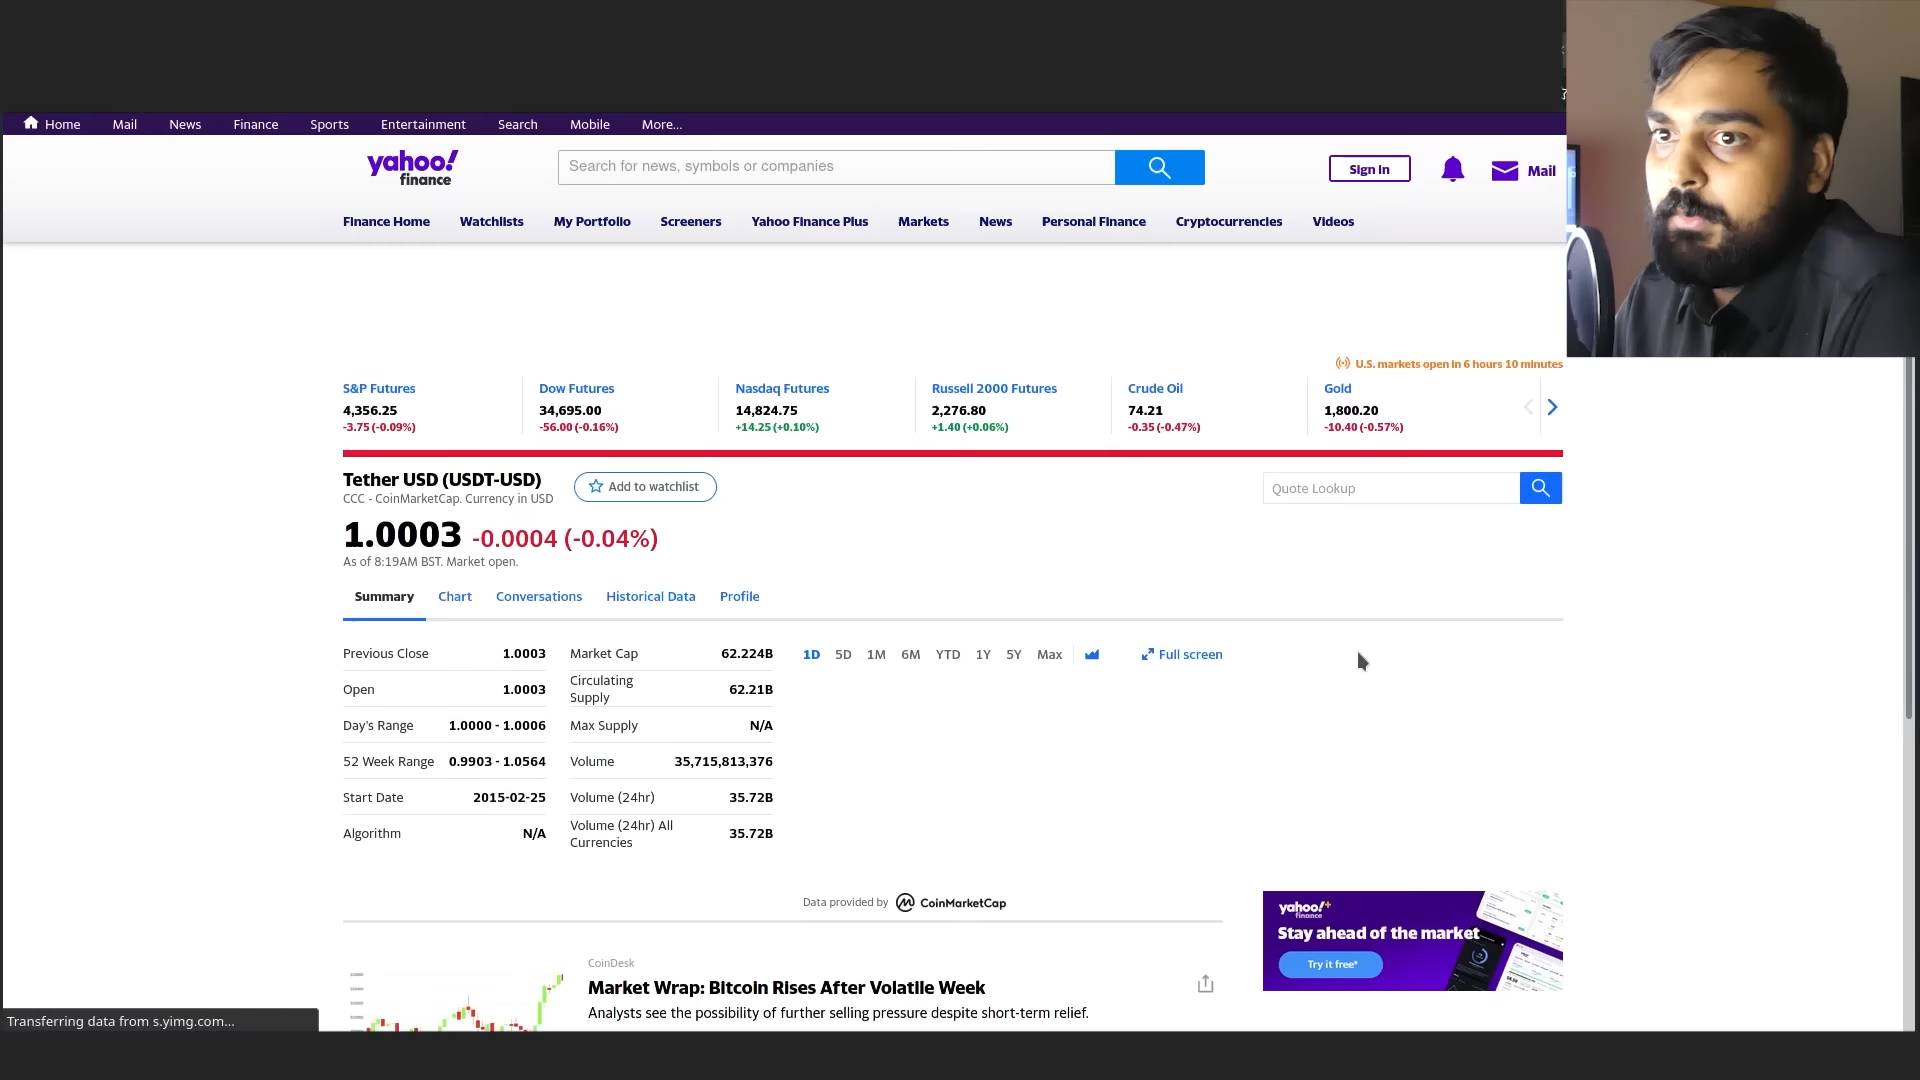 Home Mail News Finance Sports Entertainment Search Mobile More...
yahoo!
finance
Search for news, symbols or companies
Sign in
Mail
Finance Home Watchlists My Portfolio Screeners Yahoo Finance Plus Markets News Personal Finance Cryptocurrencies Videos
U.S. markets open in 6 hours 10 minutes
S&P Futures Dow Futures Nasdaq Futures Russell 2000 Futures Crude Oil Gold
4,356.25 34,695.00 14,824.75 2,276.80 74.21 1,800.20
-3.75 (-0.09%) -56.00 (-0.16%) +14.25 (+0.10%) +1.40 (+0.06%) -0.35 (-0.47%) -10.40 (-0.57%)
Tether USD (USDT-USD)
CCC - CoinMarketCap. Currency in USD
Add to watchlist
Quote Lookup
1.0003 -0.0004 (-0.04%)
As of 8:19AM BST. Market open.
Summary Chart Conversations Historical Data Profile
Previous Close 1.0003
Open 1.0003
Day's Range 1.0000 - 1.0006
52 Week Range 0.9903 - 1.0564
Start Date 2015-02-25
Algorithm N/A
Market Cap 62.224B
Circulating
Supply 62.21B
Max Supply N/A
Volume 35,715,813,376
Volume (24hr) 35.72B
Volume (24hr) All
Currencies 35.72B
1D 5D 1M 6M YTD 1Y 5Y Max Full screen
Data provided by CoinMarketCap
yahoo!+
finance
Stay ahead of the market
Try it free*
CoinDesk
Market Wrap: Bitcoin Rises After Volatile Week
Analysts see the possibility of further selling pressure despite short-term relief.
Transferring data from s.yimg.com...